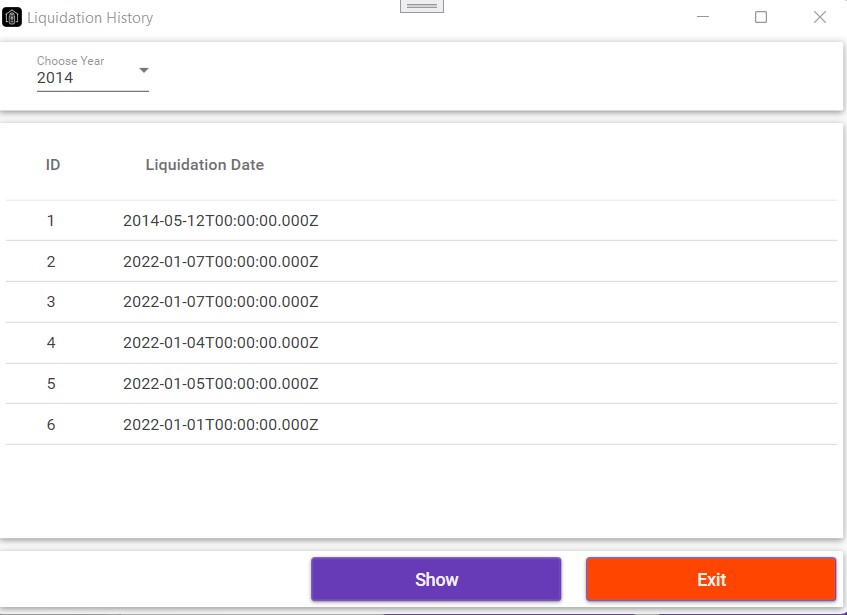 Liquidation History
Choose Year
2014
ID Liquidation Date
1 2014-05-12T00:00:00.000Z
2 2022-01-07T00:00:00.000Z
3 2022-01-07T00:00:00.000Z
4 2022-01-04T00:00:00.000Z
5 2022-01-05T00:00:00.000Z
6 2022-01-01T00:00:00.000Z
Show Exit